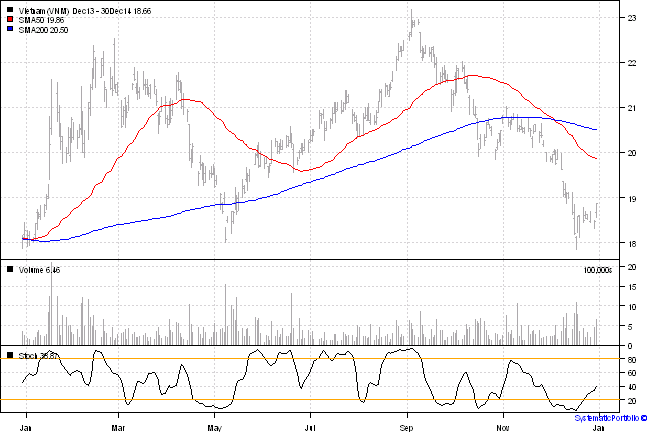 Vietnam (VNM) Dec13 - 30Dec14 18.66
SMA50 19.86
SMA200 20.50
23
22
21
20
19
18
Volume 6.46
100,000s
20
15
10
5
0
80
60
40
20
Jan
Mar
May
Jul
Sep
Nov
Jan
SystematicPortfolio ©